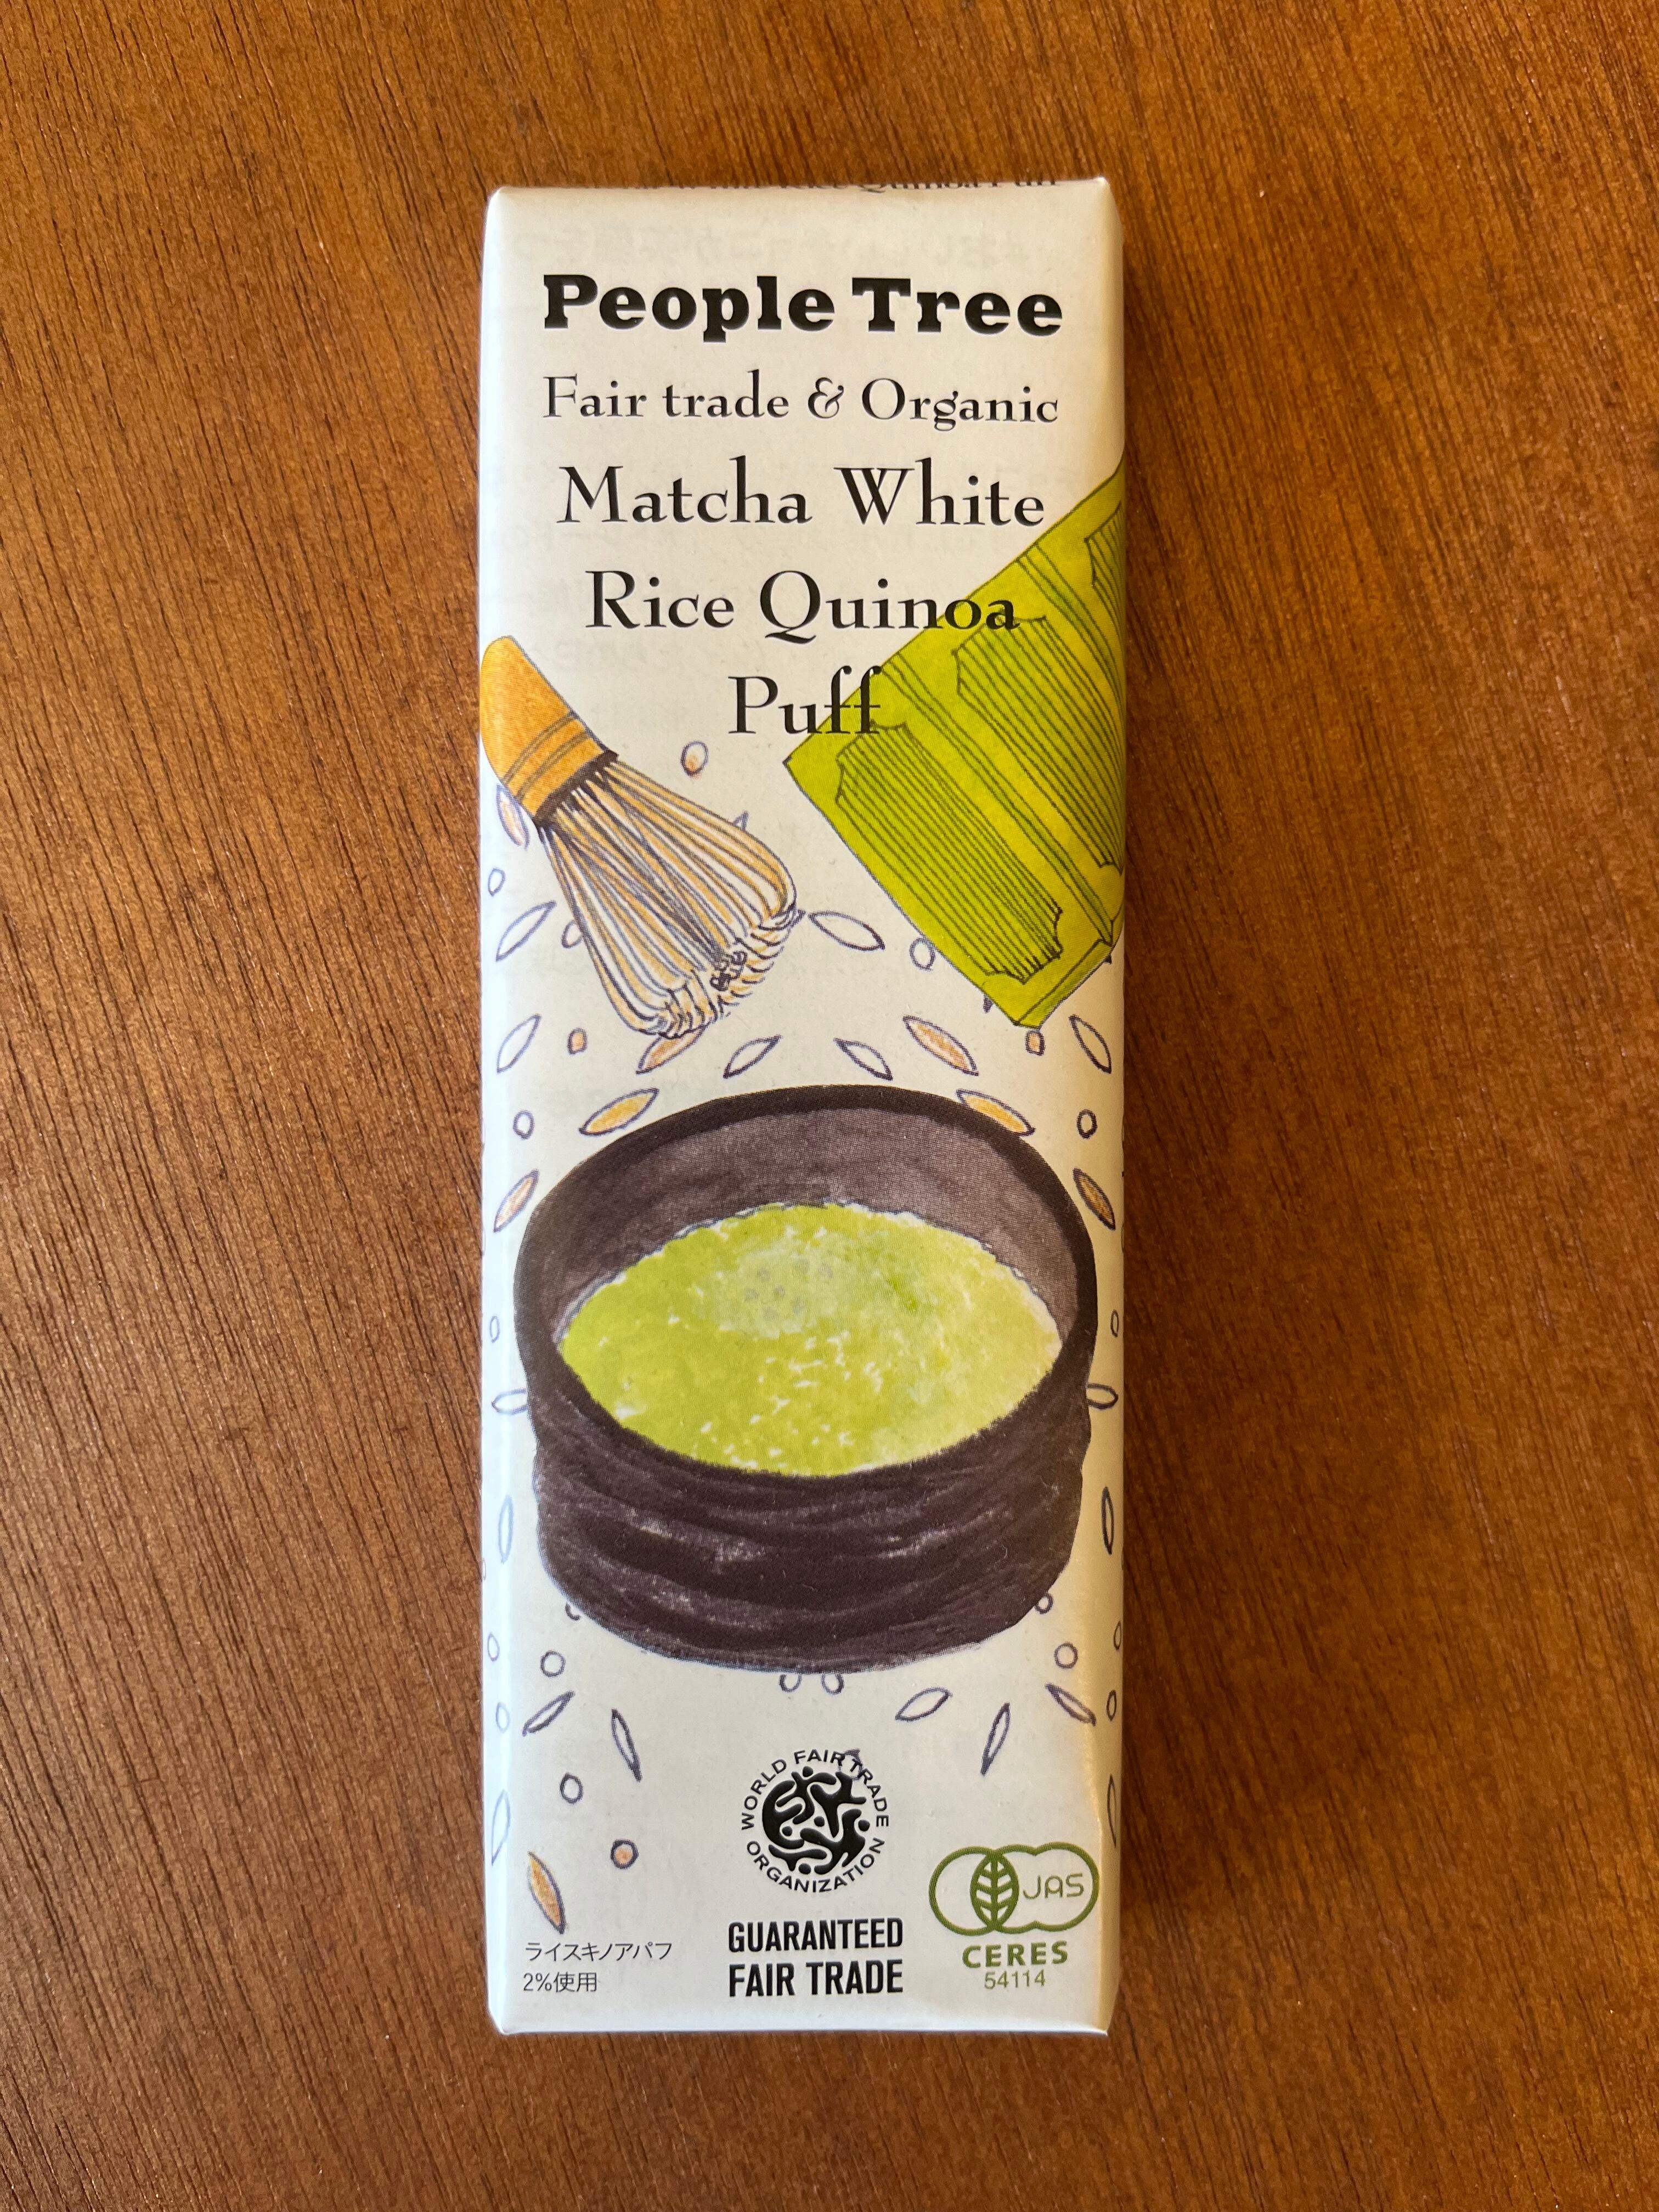 People Tree
Fair trade & Organic
Matcha White
Rice Quinoa
Puff
WORLD FAIR TRADE
ORGANIZATION
GUARANTEED
FAIR TRADE
JAS
CERES
54114
ライスキノアパフ
2%使用